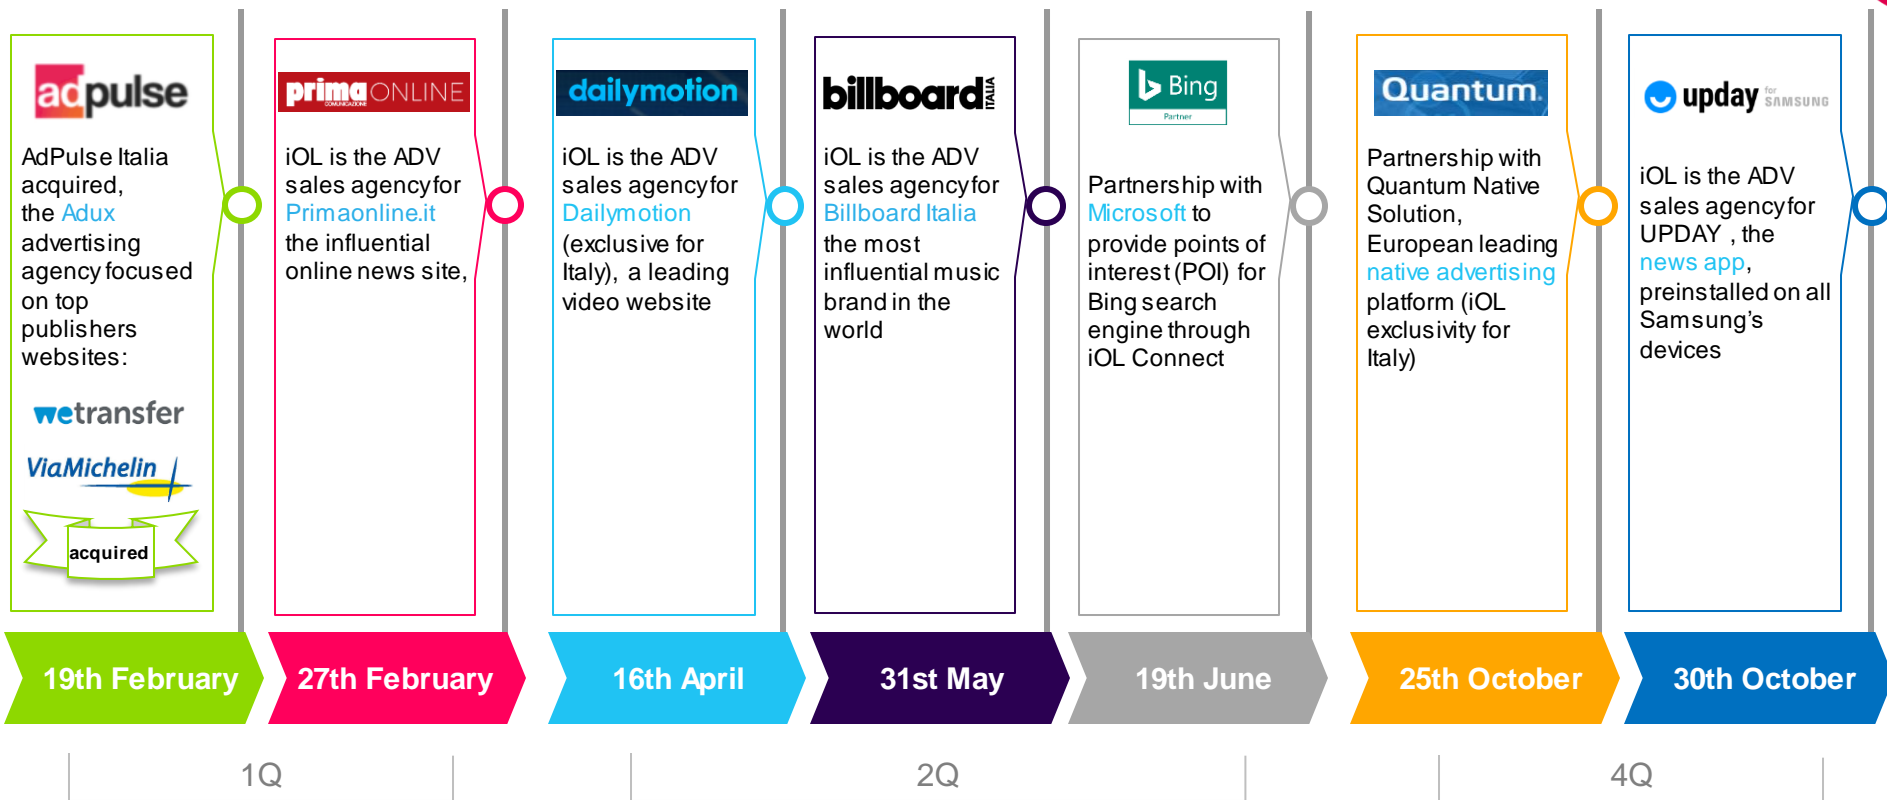 adpulse
AdPulse Italia
acquired,
the Adux
advertising
agency focused
on top
publishers
websites:
wetransfer
ViaMichelin
acquired
prima ONLINE
COMUNICAZIONE
iOL is the ADV
sales agency for
Primaonline.it
the influential
online news site,
dailymotion
iOL is the ADV
sales agency for
Dailymotion
(exclusive for
Italy), a leading
video website
billboard ITALIA
iOL is the ADV
sales agency for
Billboard Italia
the most
influential music
brand in the
world
Bing
Partner
Partnership with
Microsoft to
provide points of
interest (POI) for
Bing search
engine through
iOL Connect
Quantum.
Partnership with
Quantum Native
Solution,
European leading
native advertising
platform (iOL
exclusivity for
Italy)
upday for SAMSUNG
iOL is the ADV
sales agency for
UPDAY , the
news app,
preinstalled on all
Samsung’s
devices
19th February
27th February
16th April
31st May
19th June
25th October
30th October
1Q
2Q
4Q